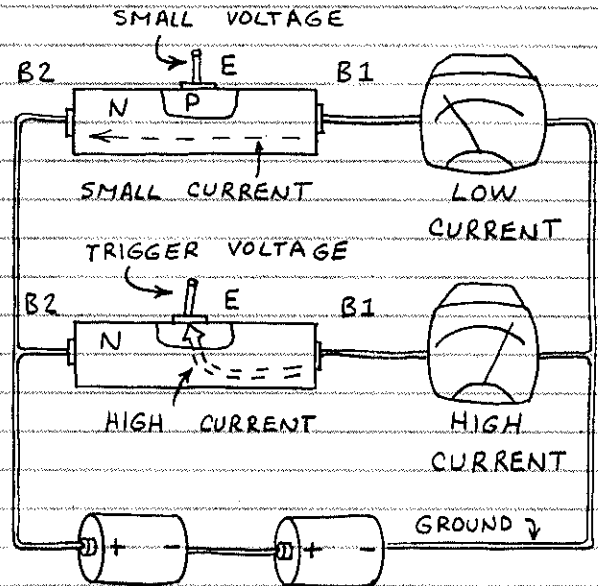 SMALL VOLTAGE
B2 E B1
N P
SMALL CURRENT
LOW
CURRENT
TRIGGER VOLTAGE
B2 E B1
N
HIGH CURRENT
HIGH
CURRENT
GROUND
+ - + -